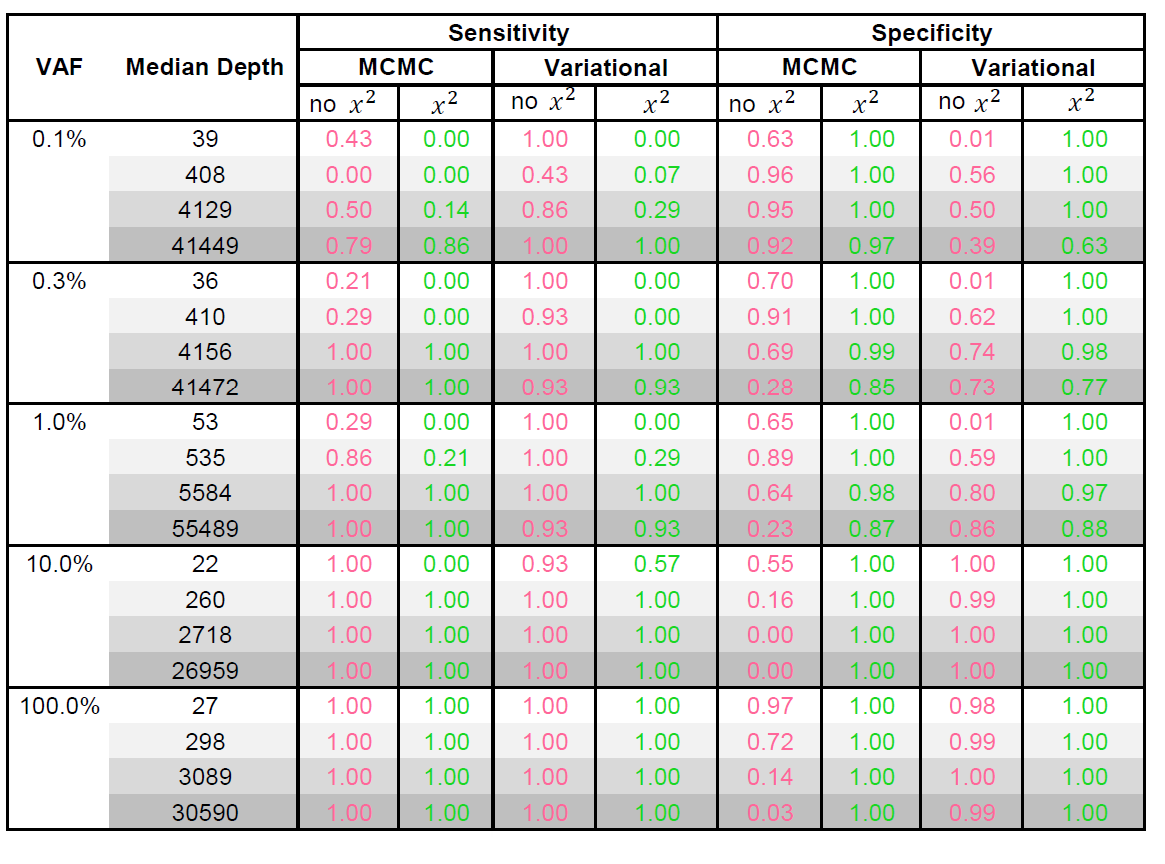 Sensitivity Specificity
VAF Median Depth MCMC Variational MCMC Variational
no x² x² no x² x² no x² x² no x² x²
0.1% 39 0.43 0.00 1.00 0.00 0.63 1.00 0.01 1.00
408 0.00 0.00 0.43 0.07 0.96 1.00 0.56 1.00
4129 0.50 0.14 0.86 0.29 0.95 1.00 0.50 1.00
41449 0.79 0.86 1.00 1.00 0.92 0.97 0.39 0.63
0.3% 36 0.21 0.00 1.00 0.00 0.70 1.00 0.01 1.00
410 0.29 0.00 0.93 0.00 0.91 1.00 0.62 1.00
4156 1.00 1.00 1.00 1.00 0.69 0.99 0.74 0.98
41472 1.00 1.00 0.93 0.93 0.28 0.85 0.73 0.77
1.0% 53 0.29 0.00 1.00 0.00 0.65 1.00 0.01 1.00
535 0.86 0.21 1.00 0.29 0.89 1.00 0.59 1.00
5584 1.00 1.00 1.00 1.00 0.64 0.98 0.80 0.97
55489 1.00 1.00 0.93 0.93 0.23 0.87 0.86 0.88
10.0% 22 1.00 0.00 0.93 0.57 0.55 1.00 1.00 1.00
260 1.00 1.00 1.00 1.00 0.16 1.00 0.99 1.00
2718 1.00 1.00 1.00 1.00 0.00 1.00 1.00 1.00
26959 1.00 1.00 1.00 1.00 0.00 1.00 1.00 1.00
100.0% 27 1.00 1.00 1.00 1.00 0.97 1.00 0.98 1.00
298 1.00 1.00 1.00 1.00 0.72 1.00 0.99 1.00
3089 1.00 1.00 1.00 1.00 0.14 1.00 1.00 1.00
30590 1.00 1.00 1.00 1.00 0.03 1.00 0.99 1.00